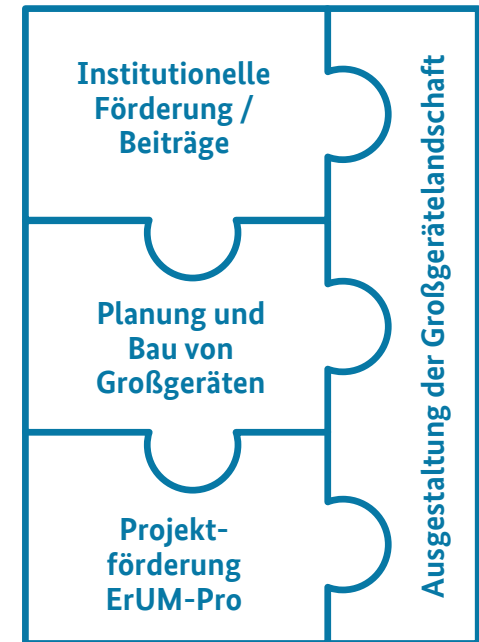 Institutionelle
Förderung /
Beiträge
Planung und
Bau von
Großgeräten
Projekt-
förderung
ErUM-Pro
Ausgestaltung der Großgerätelandschaft